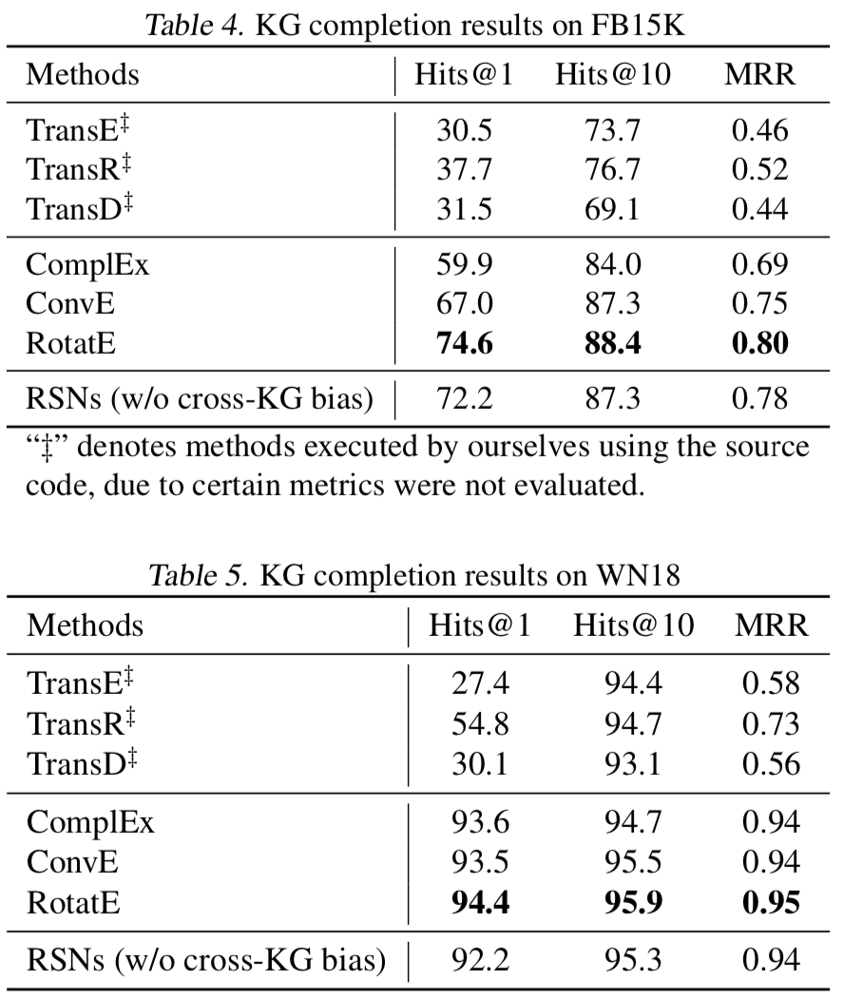 Table 4. KG completion results on FB15K
Methods Hits@1 Hits@10 MRR
TransE‡ 30.5 73.7 0.46
TransR‡ 37.7 76.7 0.52
TransD‡ 31.5 69.1 0.44
ComplEx 59.9 84.0 0.69
ConvE 67.0 87.3 0.75
RotatE 74.6 88.4 0.80
RSNs (w/o cross-KG bias) 72.2 87.3 0.78
“‡” denotes methods executed by ourselves using the source
code, due to certain metrics were not evaluated.
Table 5. KG completion results on WN18
Methods Hits@1 Hits@10 MRR
TransE‡ 27.4 94.4 0.58
TransR‡ 54.8 94.7 0.73
TransD‡ 30.1 93.1 0.56
ComplEx 93.6 94.7 0.94
ConvE 93.5 95.5 0.94
RotatE 94.4 95.9 0.95
RSNs (w/o cross-KG bias) 92.2 95.3 0.94